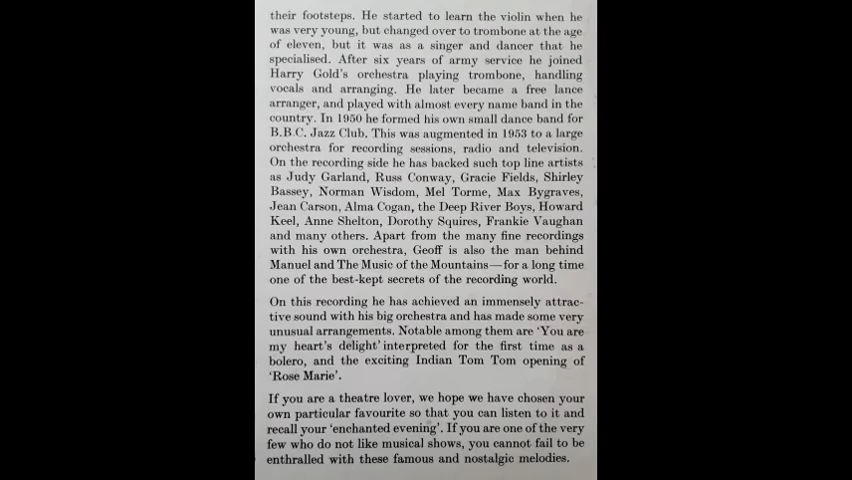 their footsteps. He started to learn the violin when he
was very young, but changed over to trombone at the age
of eleven, but it was as a singer and dancer that he
specialised. After six years of army service he joined
Harry Gold's orchestra playing trombone, handling
vocals and arranging. He later became a free lance
arranger, and played with almost every name band in the
country. In 1950 he formed his own small dance band for
B.B.C. Jazz Club. This was augmented in 1953 to a large
orchestra for recording sessions, radio and television.
On the recording side he has backed such top line artists
as Judy Garland, Russ Conway, Gracie Fields, Shirley
Bassey, Norman Wisdom, Mel Torme, Max Bygraves,
Jean Carson, Alma Cogan, the Deep River Boys, Howard
Keel, Anne Shelton, Dorothy Squires, Frankie Vaughan
and many others. Apart from the many fine recordings
with his own orchestra, Geoff is also the man behind
Manuel and The Music of the Mountains—for a long time
one of the best-kept secrets of the recording world.
On this recording he has achieved an immensely attrac-
tive sound with his big orchestra and has made some very
unusual arrangements. Notable among them are ‘You are
my heart's delight’ interpreted for the first time as a
bolero, and the exciting Indian Tom Tom opening of
‘Rose Marie’.
If you are a theatre lover, we hope we have chosen your
own particular favourite so that you can listen to it and
recall your ‘enchanted evening’. If you are one of the very
few who do not like musical shows, you cannot fail to be
enthralled with these famous and nostalgic melodies.